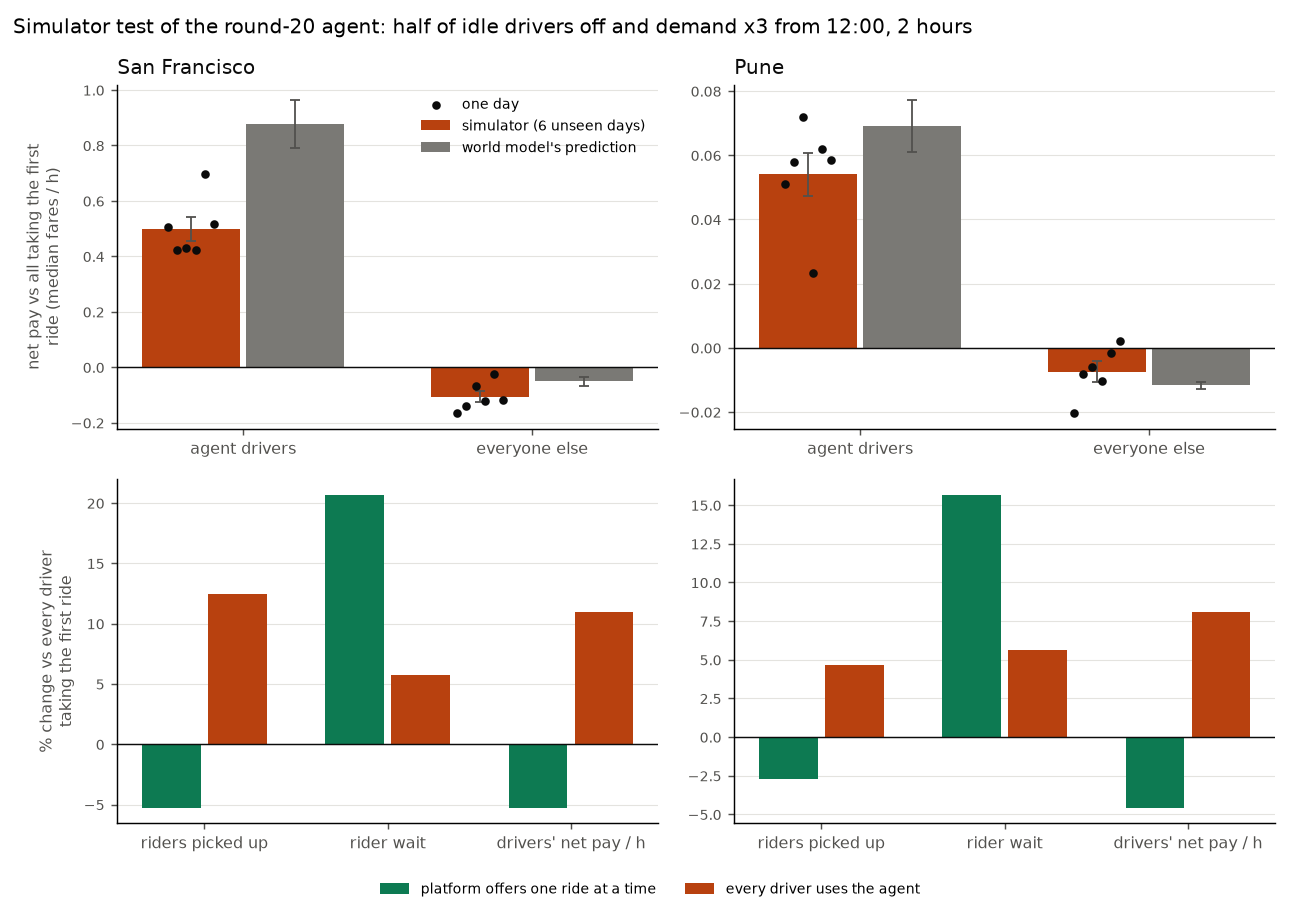 Simulator test of the round-20 agent: half of idle drivers off and demand x3 from 12:00, 2 hours
San Francisco
net pay vs all taking the first
ride (median fares / h)
1.0
0.8
0.6
0.4
0.2
0.0
−0.2
one day
simulator (6 unseen days)
world model's prediction
agent drivers
everyone else
Pune
0.08
0.06
0.04
0.02
0.00
−0.02
agent drivers
everyone else
% change vs every driver
taking the first ride
20
15
10
5
0
−5
riders picked up
rider wait
drivers' net pay / h
15.0
12.5
10.0
7.5
5.0
2.5
0.0
−2.5
−5.0
riders picked up
rider wait
drivers' net pay / h
platform offers one ride at a time
every driver uses the agent